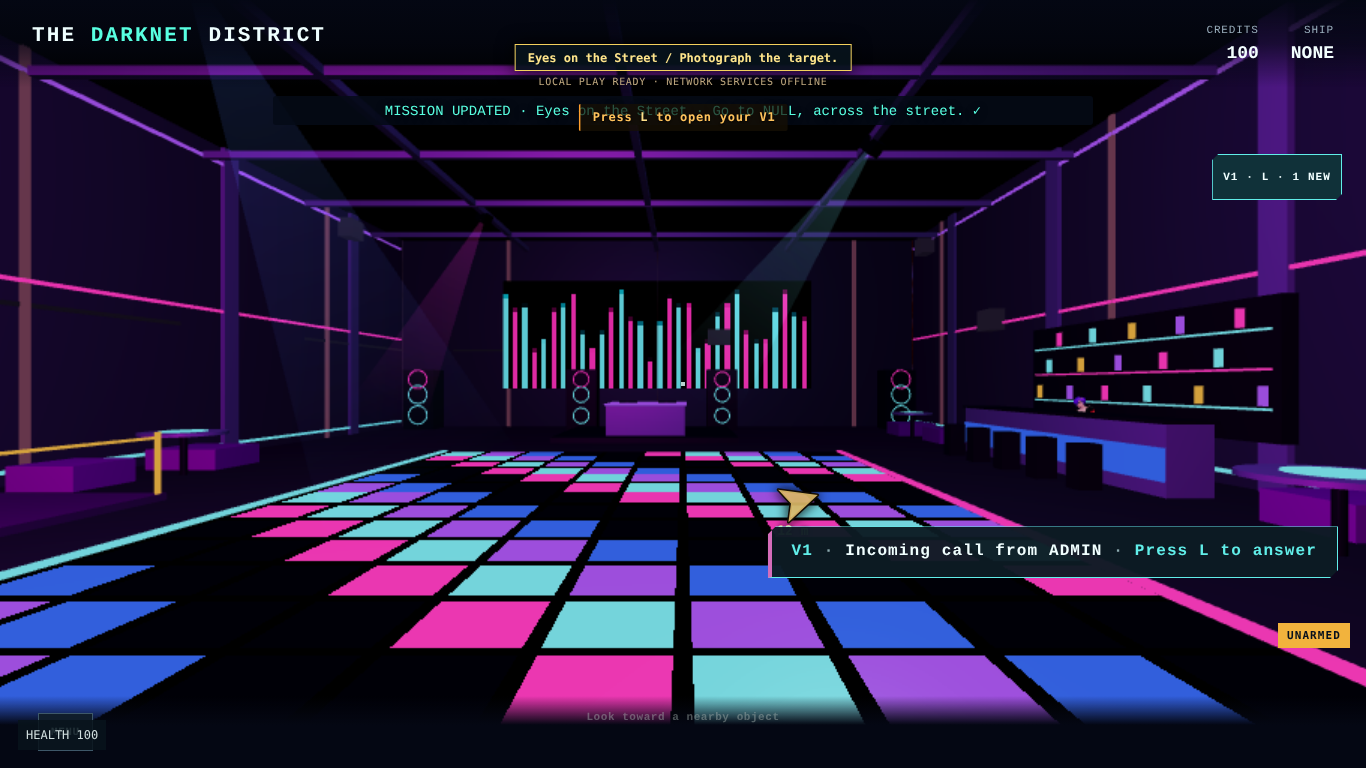 THE DARKNET DISTRICT
CREDITS
100
SHIP
NONE
Eyes on the Street / Photograph the target.
LOCAL PLAY READY · NETWORK SERVICES OFFLINE
MISSION UPDATED · Eyes on the Street · Go to NULL, across the street. ✓
Press L to open your V1
V1 · L · 1 NEW
V1 · Incoming call from ADMIN · Press L to answer
UNARMED
Look toward a nearby object
HEALTH 100